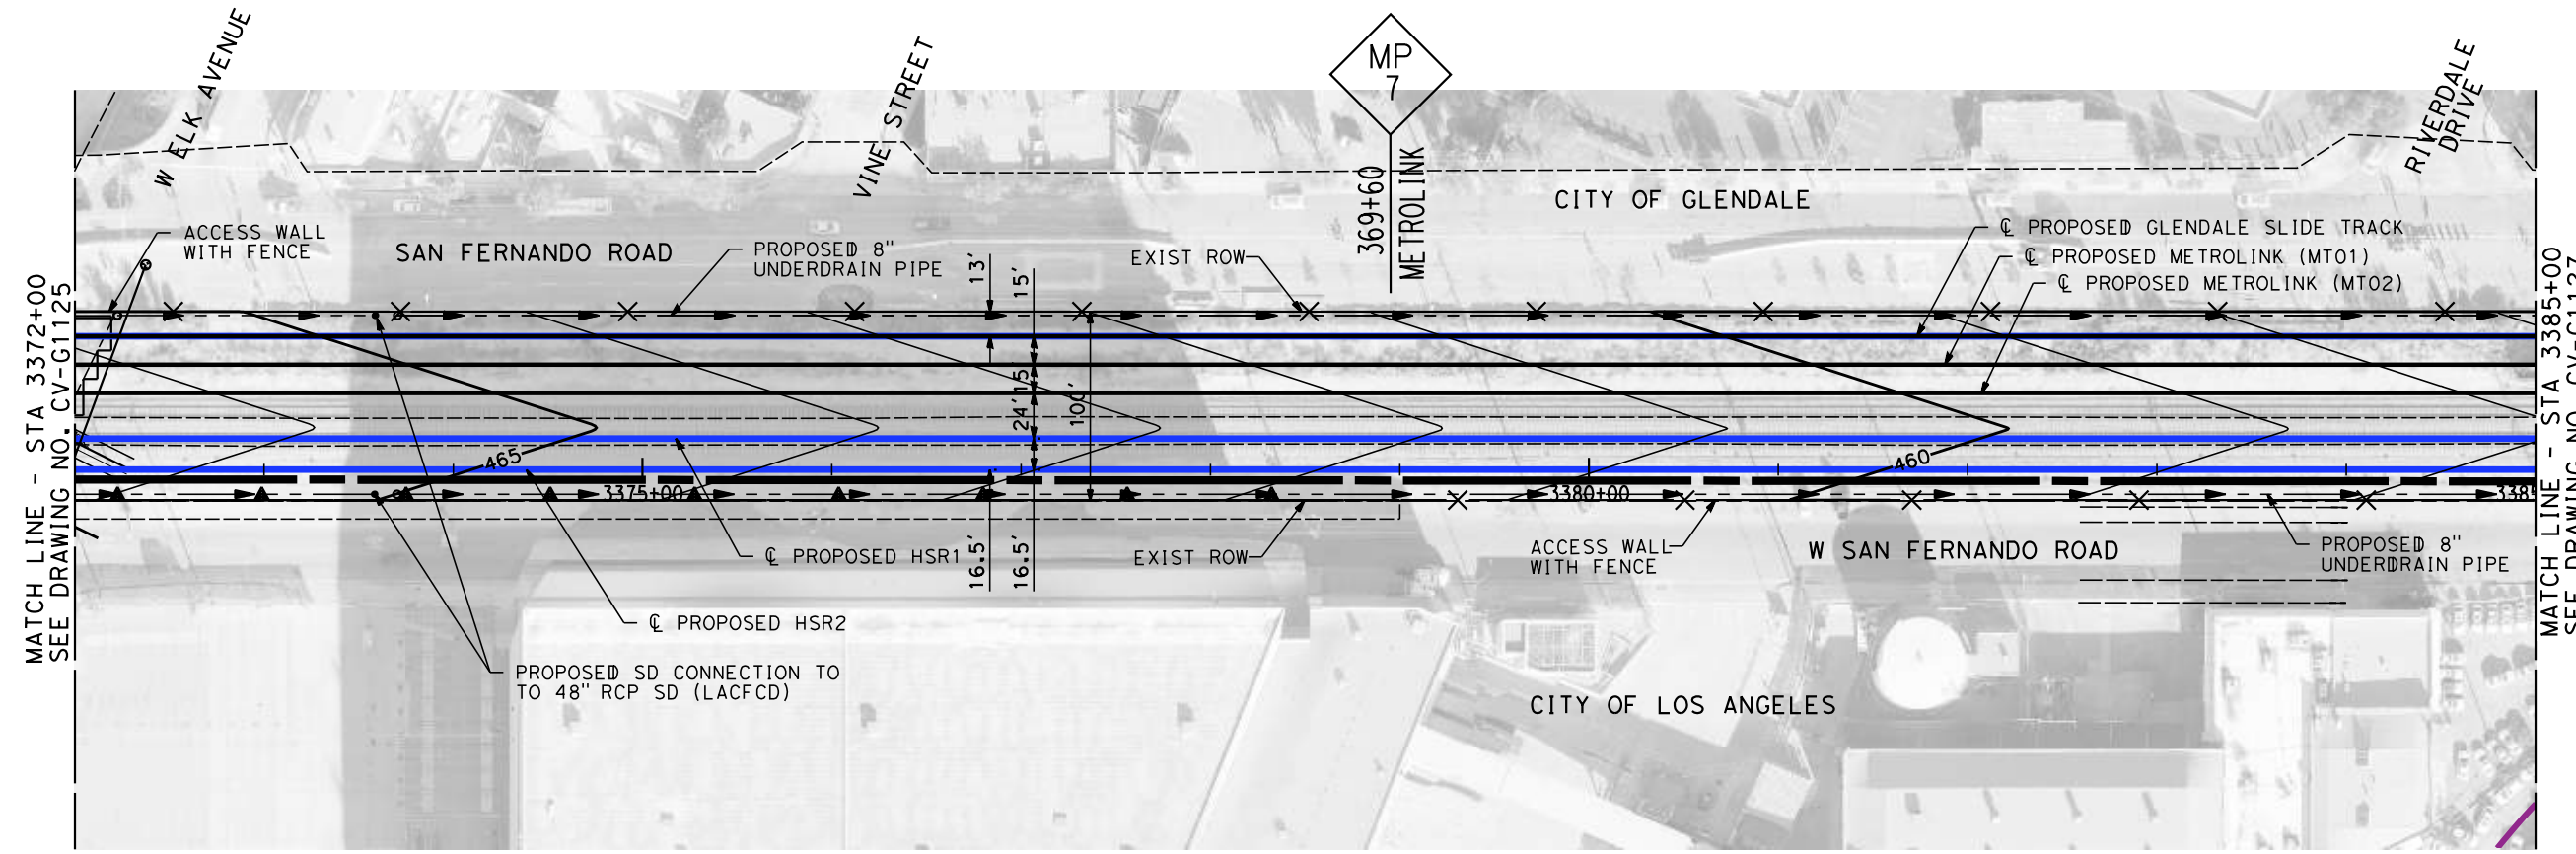 W ELK AVENUE
VINE STREET
MP
7
369+60
METROLINK
RIVERDALE
DRIVE
CITY OF GLENDALE
ACCESS WALL
WITH FENCE
SAN FERNANDO ROAD
PROPOSED 8"
UNDERDRAIN PIPE
13'
15'
EXIST ROW
℄ PROPOSED GLENDALE SLIDE TRACK
℄ PROPOSED METROLINK (MT01)
℄ PROPOSED METROLINK (MT02)
MATCH LINE - STA 3372+00
SEE DRAWING NO. CV-G1125
MATCH LINE - STA 3385+00
SEE DRAWING NO. CV-G1127
15'
24'
100'
465
460
3375+00
3380+00
16.5'
16.5'
℄ PROPOSED HSR1
EXIST ROW
ACCESS WALL
WITH FENCE
W SAN FERNANDO ROAD
PROPOSED 8"
UNDERDRAIN PIPE
℄ PROPOSED HSR2
PROPOSED SD CONNECTION TO
TO 48" RCP SD (LACFCD)
CITY OF LOS ANGELES